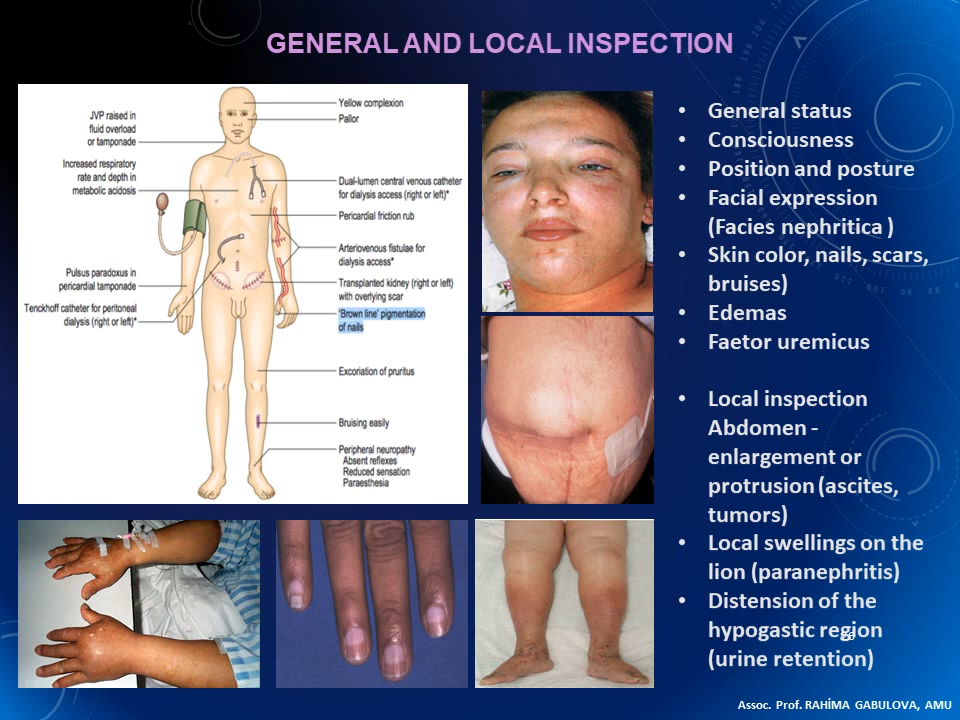 GENERAL AND LOCAL INSPECTION
JVP raised in
fluid overload
or tamponade
Increased respiratory
rate and depth in
metabolic acidosis
Pulsus paradoxus in
pericardial tamponade
Tenckhoff catheter for peritoneal
dialysis (right or left)*
Yellow complexion
Pallor
Dual-lumen central venous catheter
for dialysis access (right or left)*
Pericardial friction rub
Arteriovenous fistulae for
dialysis access*
Transplanted kidney (right or left)
with overlying scar
'Brown line' pigmentation
of nails
Excoriation of pruritus
Bruising easily
Peripheral neuropathy
Absent reflexes
Reduced sensation
Paraesthesia
• General status
• Consciousness
• Position and posture
• Facial expression
(Facies nephritica )
• Skin color, nails, scars,
bruises)
• Edemas
• Faetor uremicus
• Local inspection
Abdomen -
enlargement or
protrusion (ascites,
tumors)
• Local swellings on the
lion (paranephritis)
• Distension of the
hypogastic region
(urine retention)
Assoc. Prof. RAHİMA GABULOVA, AMU